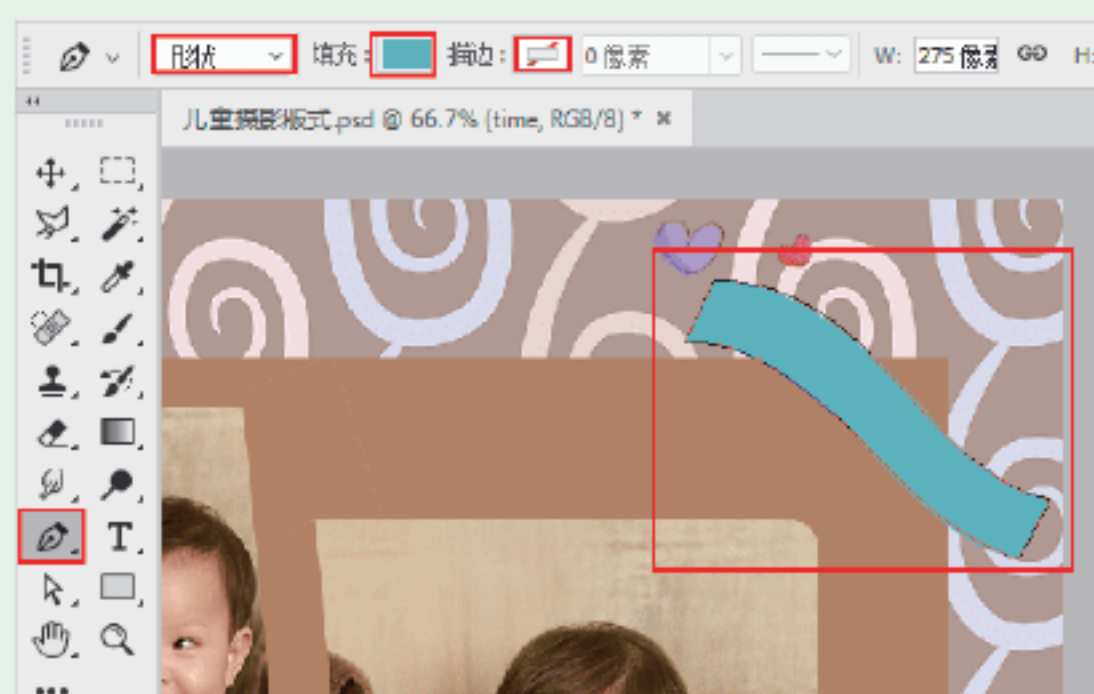 形状 填充： 描边： 0 像素 W: 275 像素 H:
儿童摄影版式.psd @ 66.7% (time, RGB/8) *